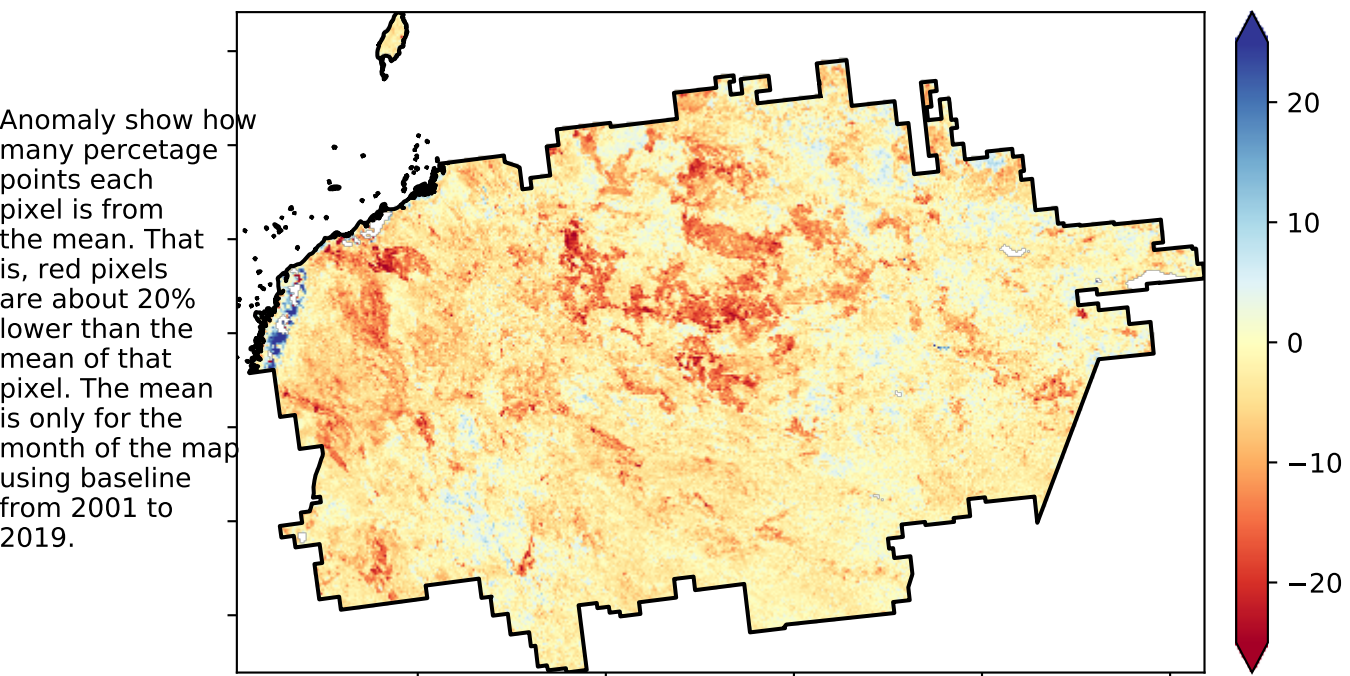 Anomaly show how
many percetage
points each
pixel is from
the mean. That
is, red pixels
are about 20%
lower than the
mean of that
pixel. The mean
is only for the
month of the map
using baseline
from 2001 to
2019.
20
10
0
−10
−20